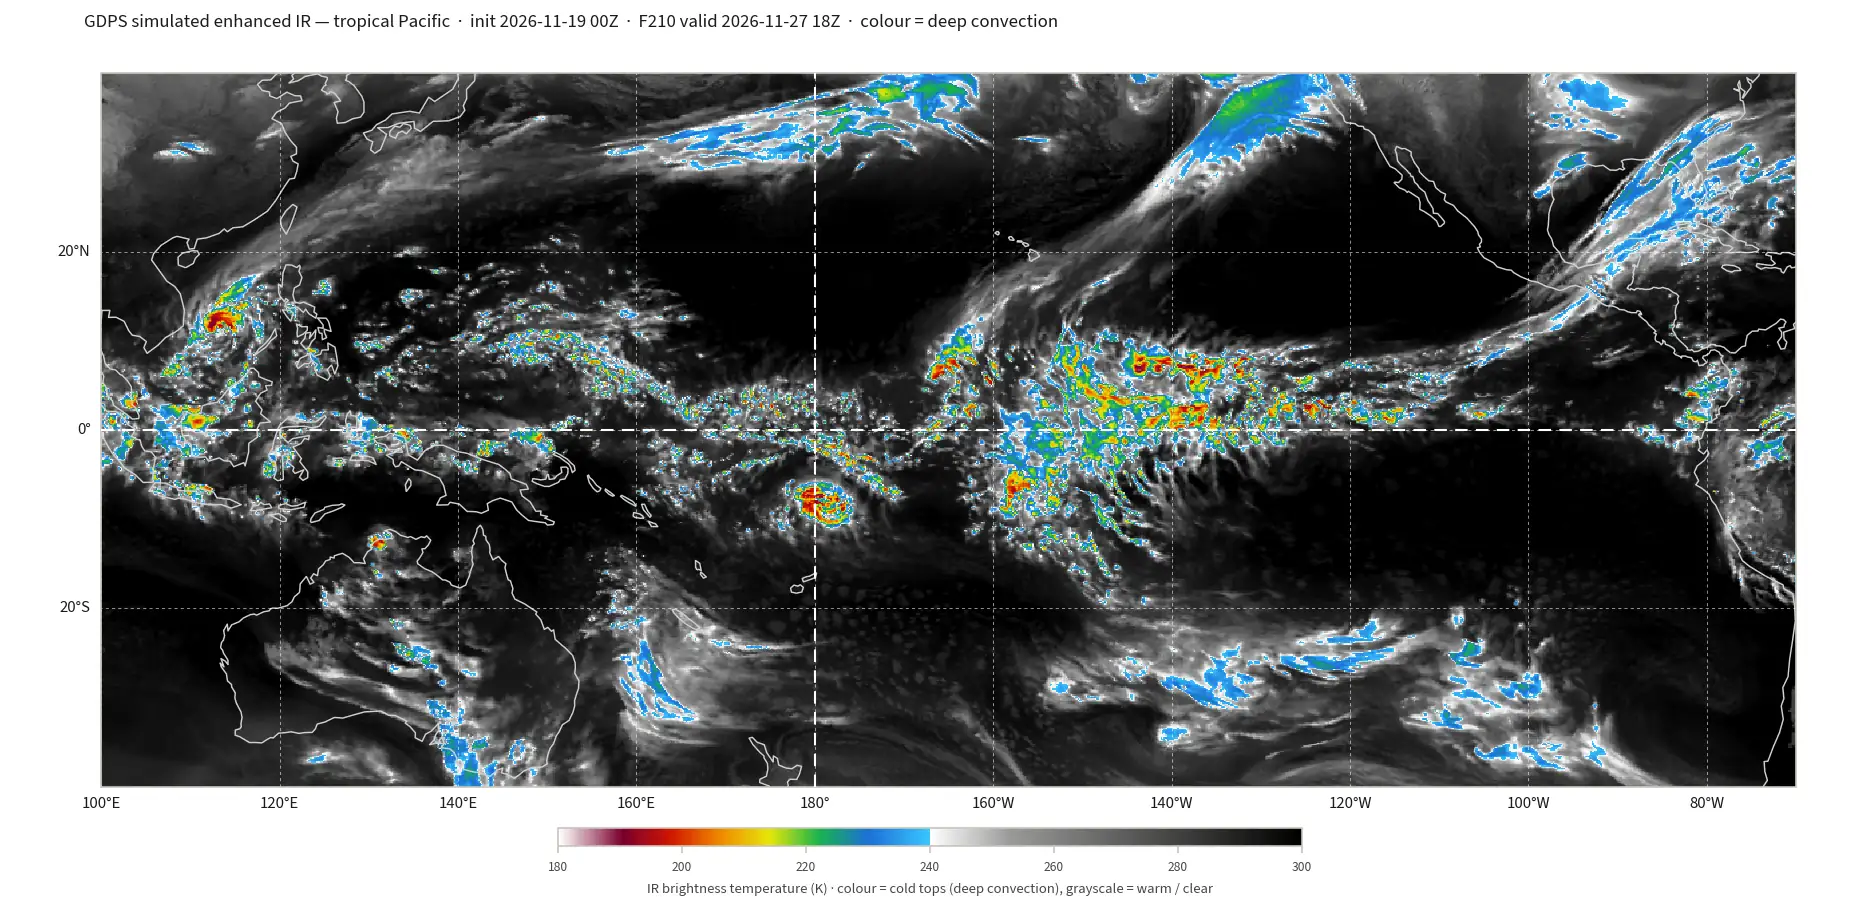 GDPS simulated enhanced IR — tropical Pacific · init 2026-11-19 00Z · F210 valid 2026-11-27 18Z · colour = deep convection
20°N
0°
20°S
100°E 120°E 140°E 160°E 180° 160°W 140°W 120°W 100°W 80°W
180 200 220 240 260 280 300
IR brightness temperature (K) · colour = cold tops (deep convection), grayscale = warm / clear